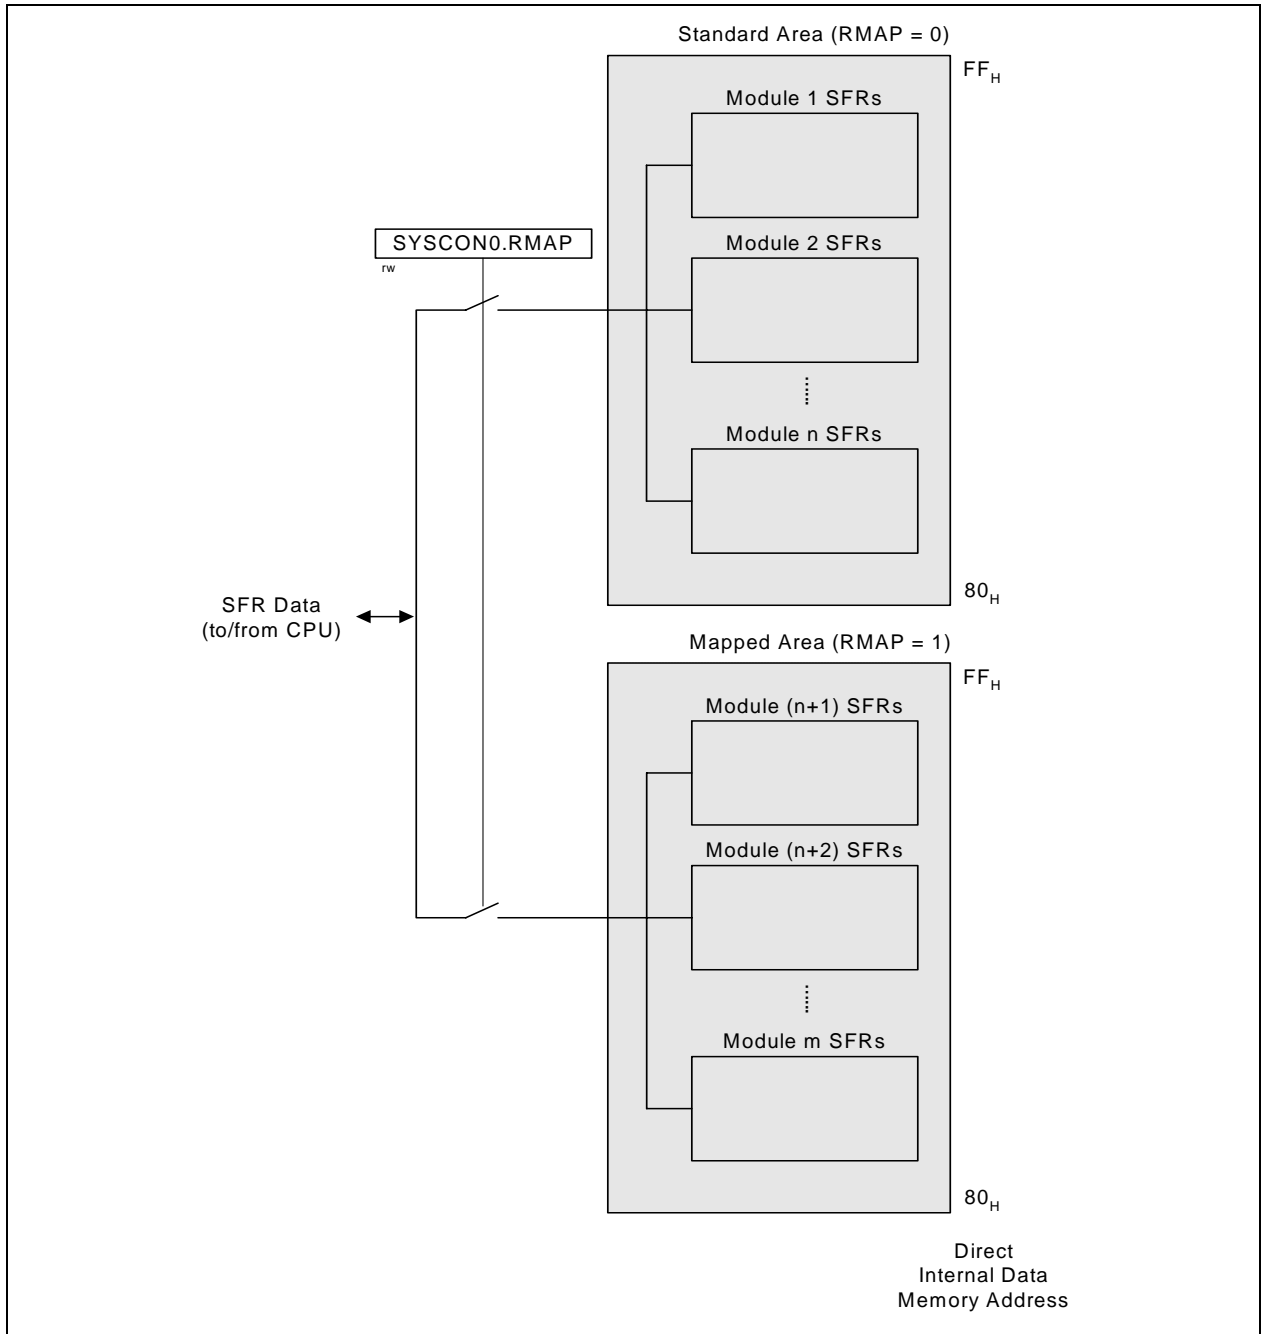 Standard Area (RMAP = 0)
FFH
Module 1 SFRs
SYSCON0.RMAP
rw
Module 2 SFRs
Module n SFRs
80H
SFR Data
(to/from CPU)
Mapped Area (RMAP = 1)
FFH
Module (n+1) SFRs
Module (n+2) SFRs
Module m SFRs
80H
Direct
Internal Data
Memory Address